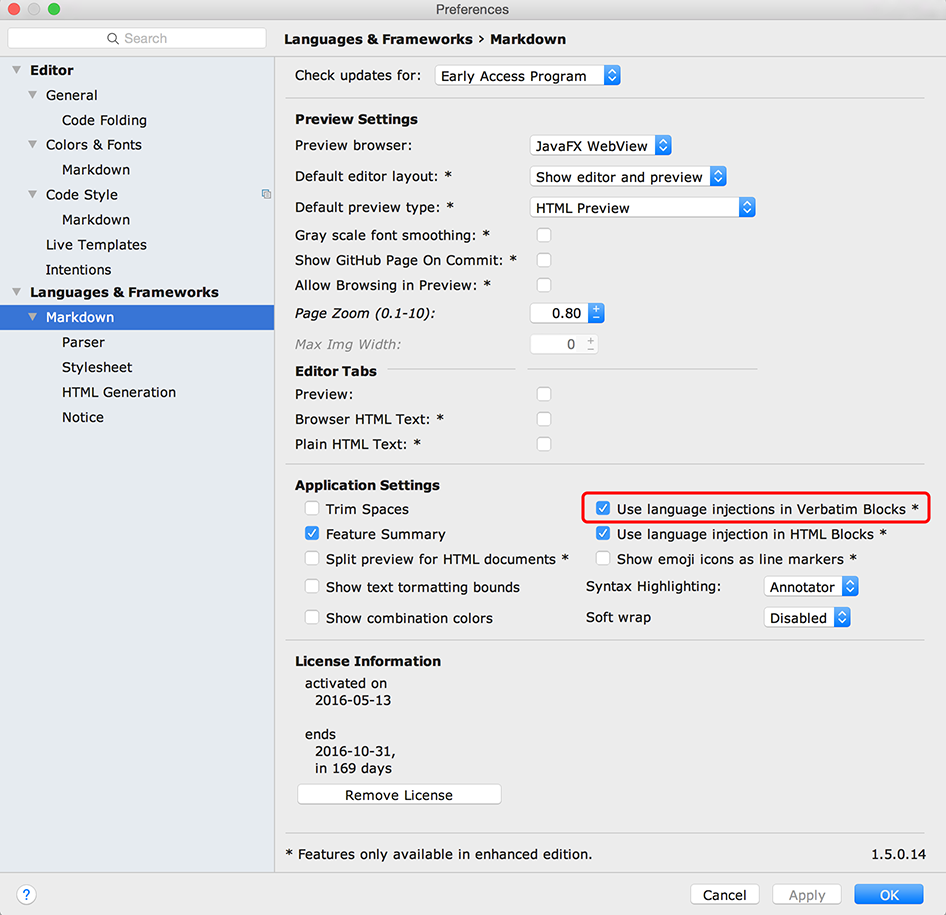 Preferences
Search
Languages & Frameworks › Markdown
Editor
General
Code Folding
Colors & Fonts
Markdown
Code Style
Markdown
Live Templates
Intentions
Languages & Frameworks
Markdown
Parser
Stylesheet
HTML Generation
Notice
Check updates for: Early Access Program
Preview Settings
Preview browser: JavaFX WebView
Default editor layout: * Show editor and preview
Default preview type: * HTML Preview
Gray scale font smoothing: *
Show GitHub Page On Commit: *
Allow Browsing in Preview: *
Page Zoom (0.1-10): 0.80
Max Img Width: 0
Editor Tabs
Preview:
Browser HTML Text: *
Plain HTML Text: *
Application Settings
Trim Spaces Use language injections in Verbatim Blocks *
Feature Summary Use language injection in HTML Blocks *
Split preview for HTML documents * Show emoji icons as line markers *
Show text tormatting bounds Syntax Highlighting: Annotator
Show combination colors Soft wrap Disabled
License Information
activated on
2016-05-13
ends
2016-10-31,
in 169 days
Remove License
* Features only available in enhanced edition. 1.5.0.14
? Cancel Apply OK